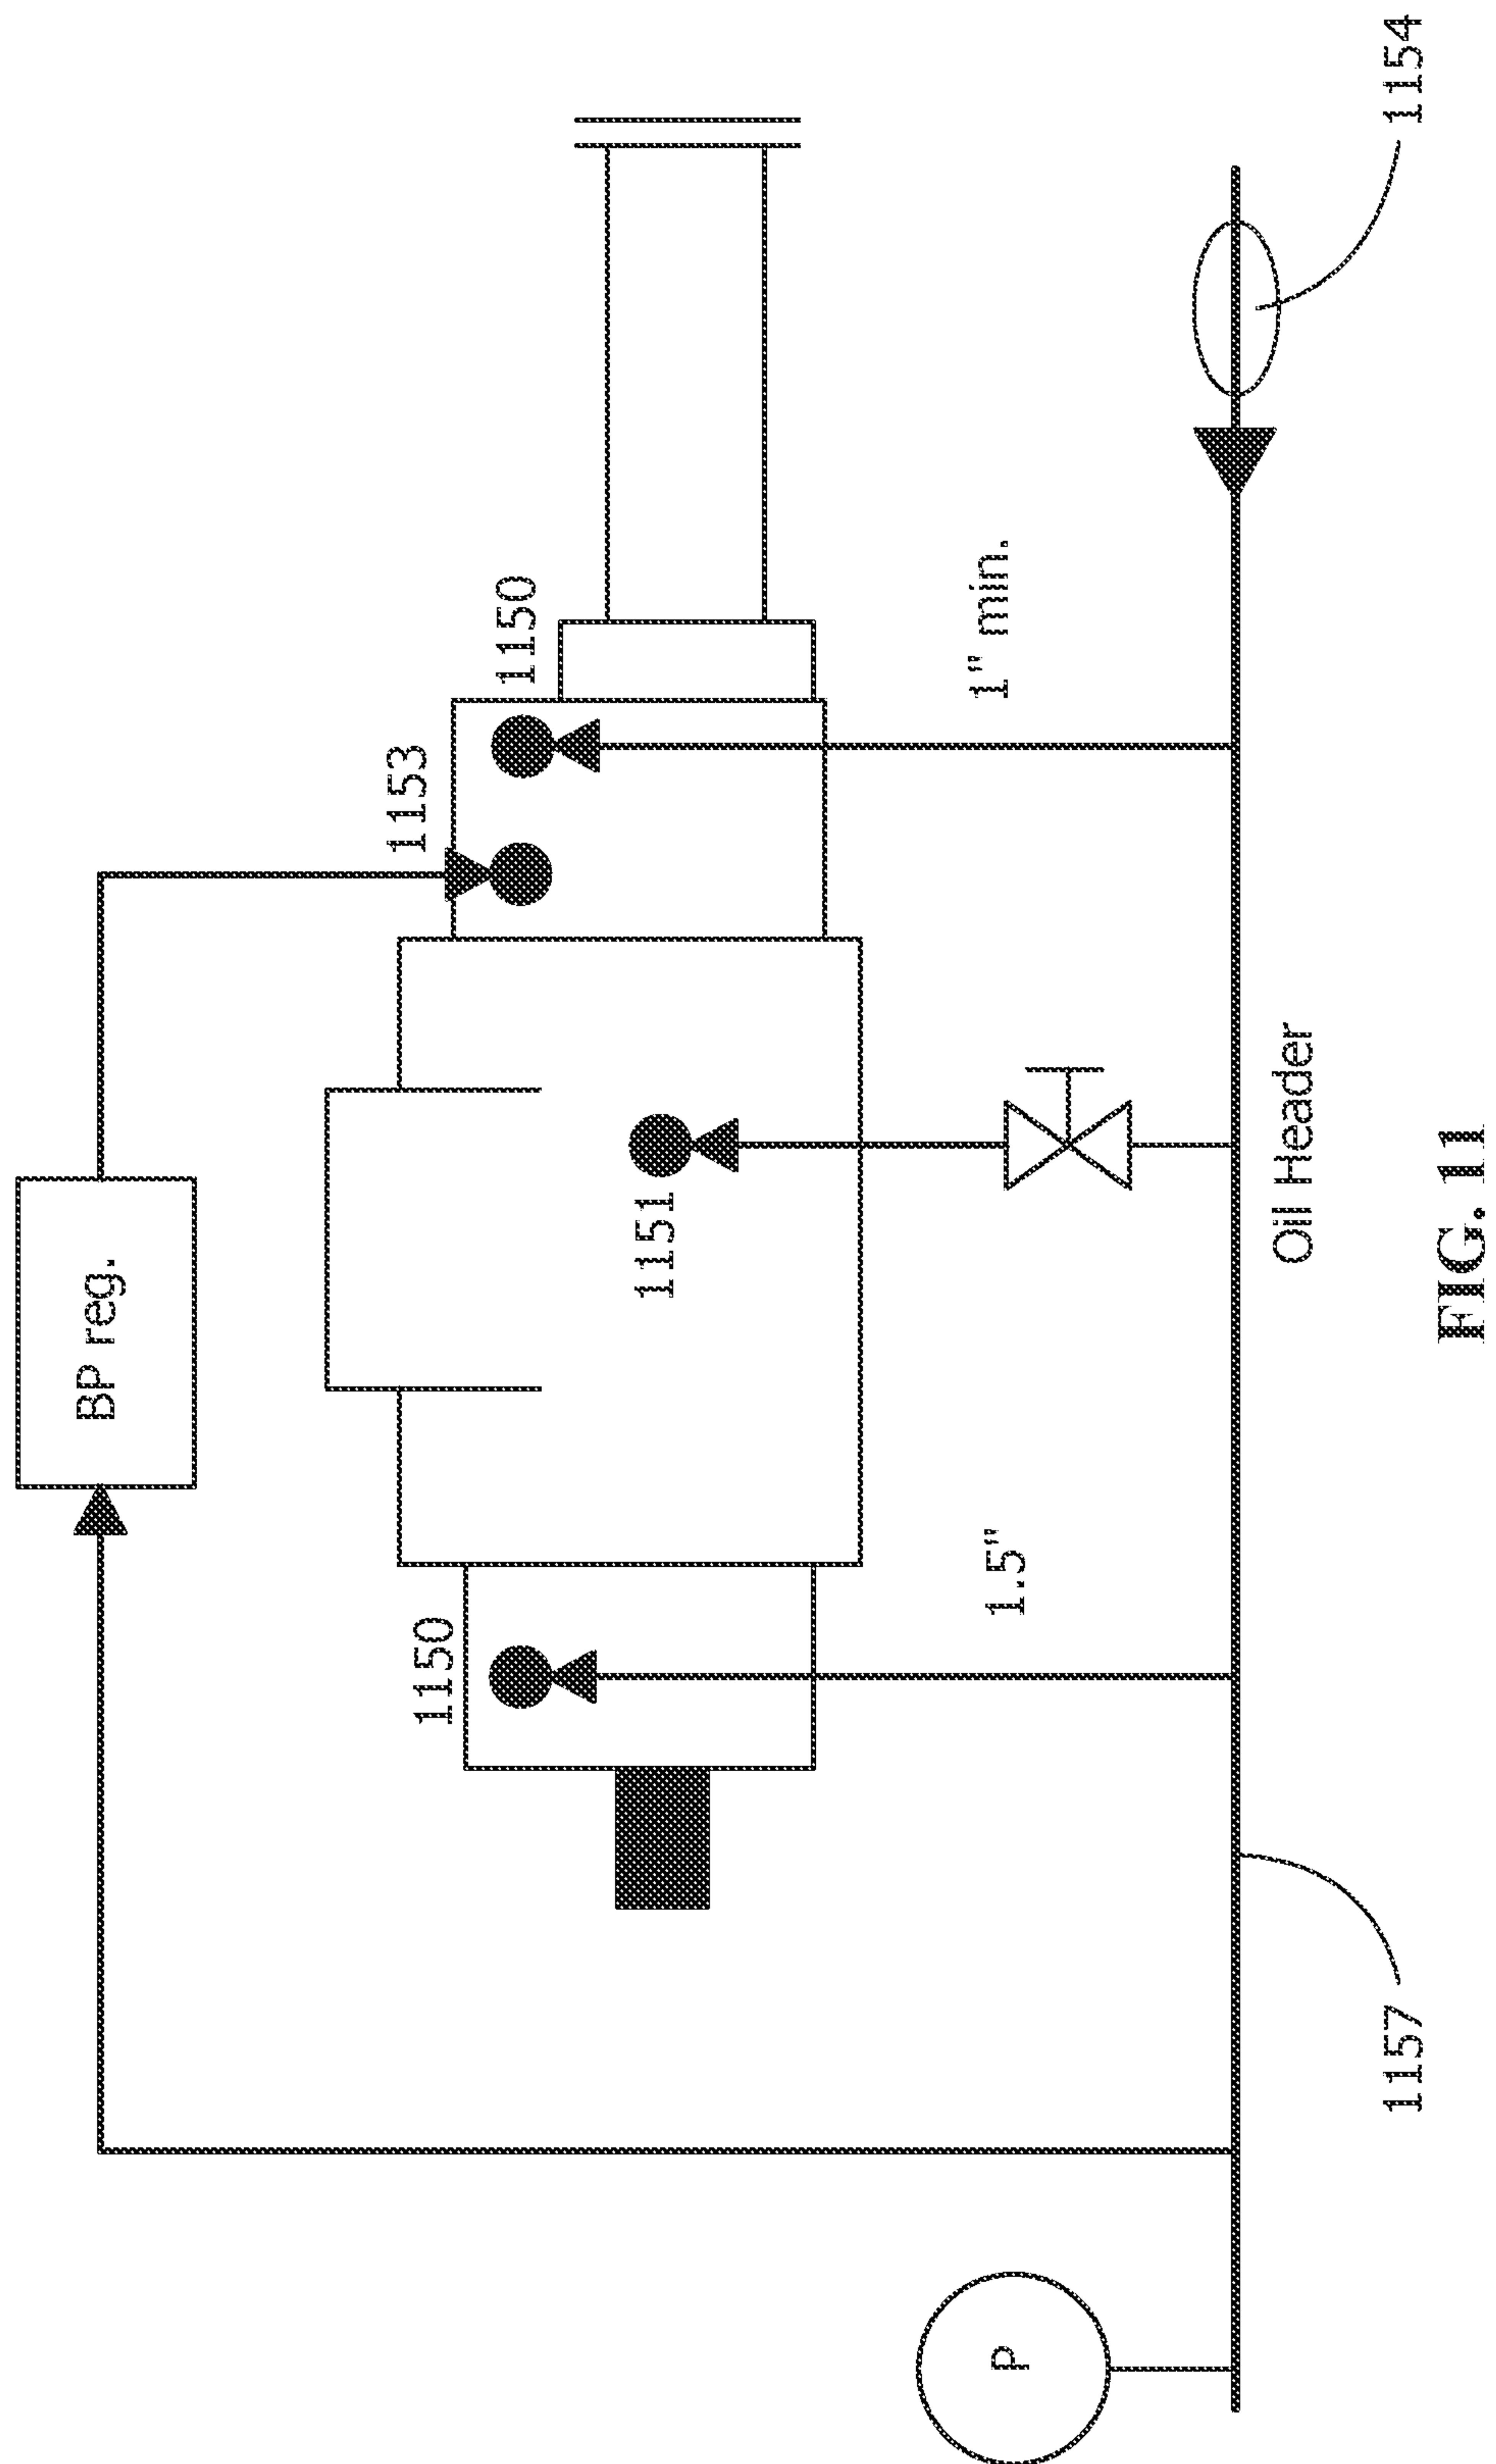 BP reg.
1153
1150
1150
1151
1.5"
1" min.
Oil Header
1157
1154
P
FIG. 11